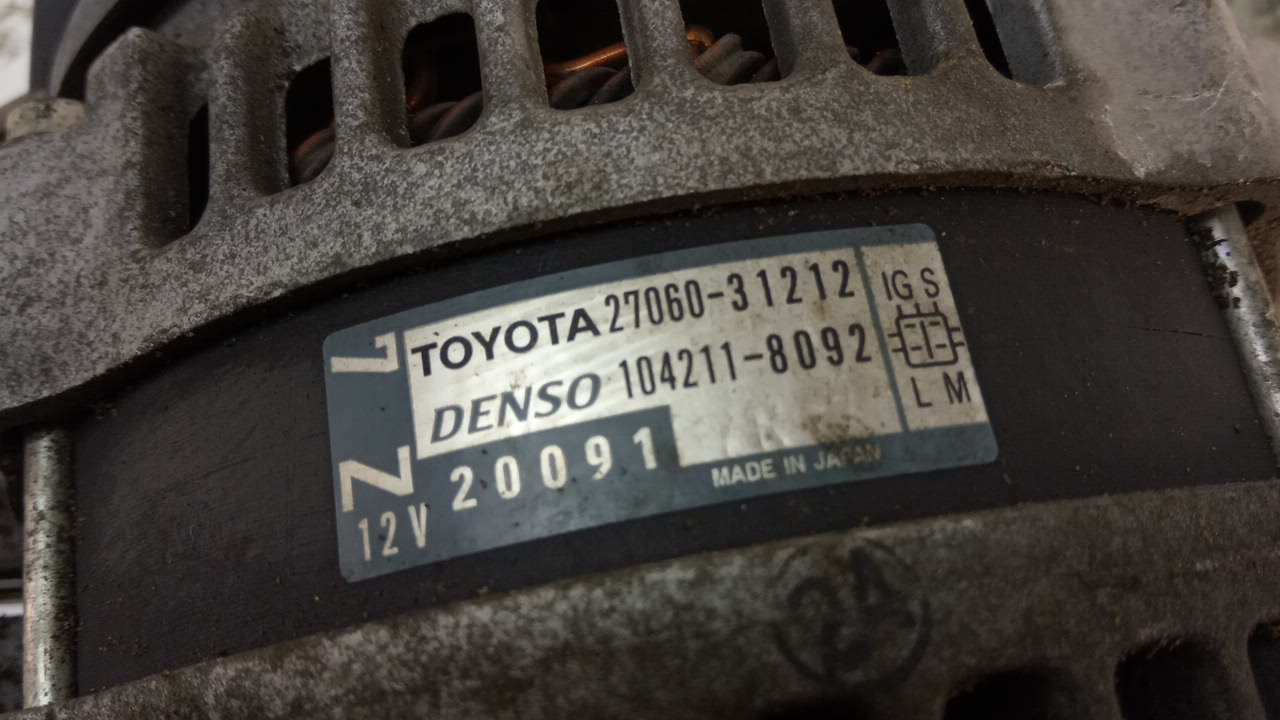 TOYOTA 27060-31212
DENSO 104211-8092
IG S
L M
12V 20091
MADE IN JAPAN